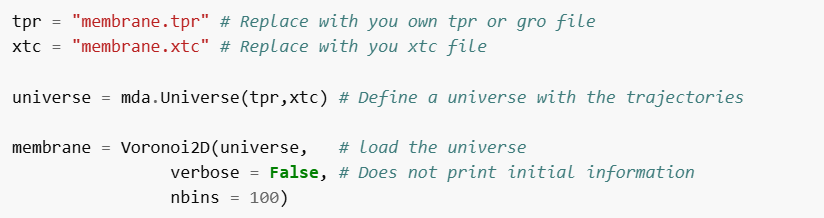 tpr = "membrane.tpr" # Replace with you own tpr or gro file
xtc = "membrane.xtc" # Replace with you xtc file
universe = mda.Universe(tpr,xtc) # Define a universe with the trajectories
membrane = Voronoi2D(universe,   # load the universe
                verbose = False, # Does not print initial information
                nbins = 100)